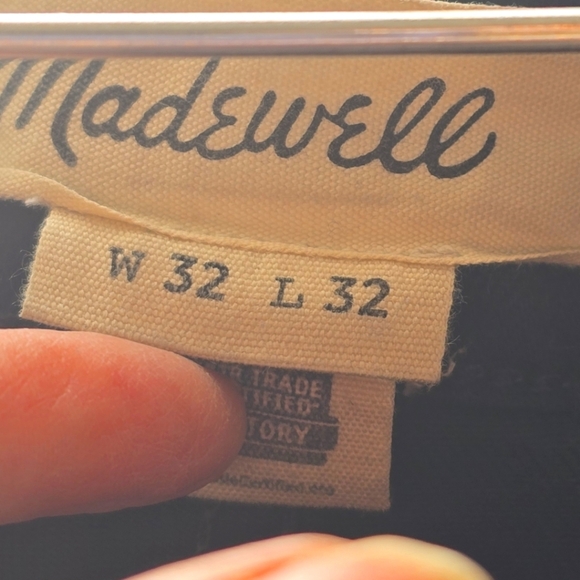 Madewell
W 32 L 32
R TRADE
TIFIED
TORY